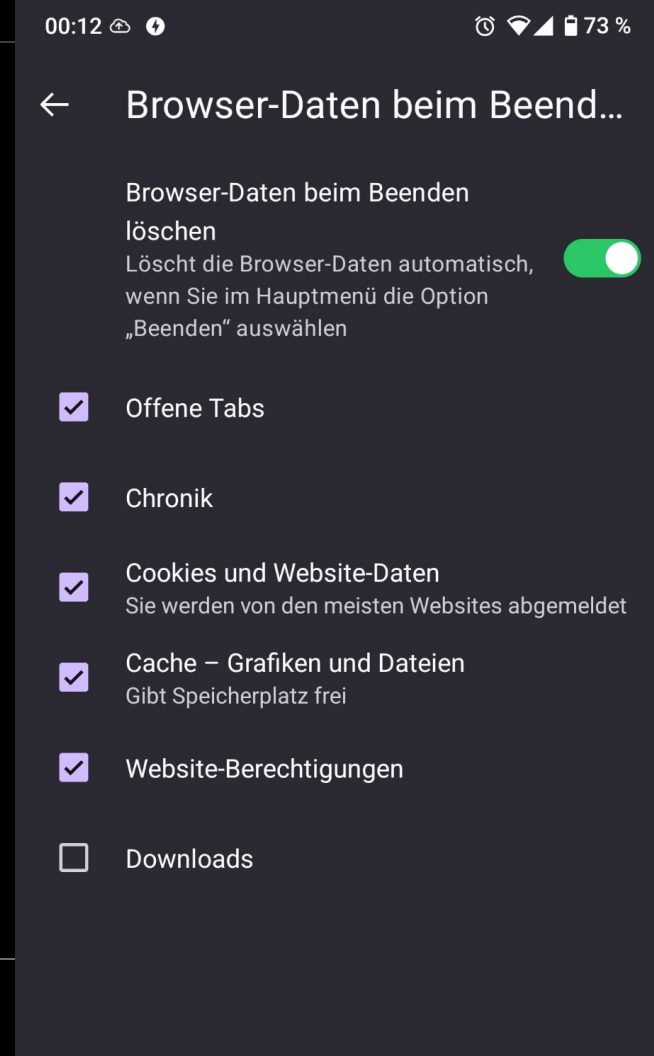 00:12 73 %
Browser-Daten beim Beend…
Browser-Daten beim Beenden
löschen
Löscht die Browser-Daten automatisch,
wenn Sie im Hauptmenü die Option
„Beenden“ auswählen
Offene Tabs
Chronik
Cookies und Website-Daten
Sie werden von den meisten Websites abgemeldet
Cache – Grafiken und Dateien
Gibt Speicherplatz frei
Website-Berechtigungen
Downloads